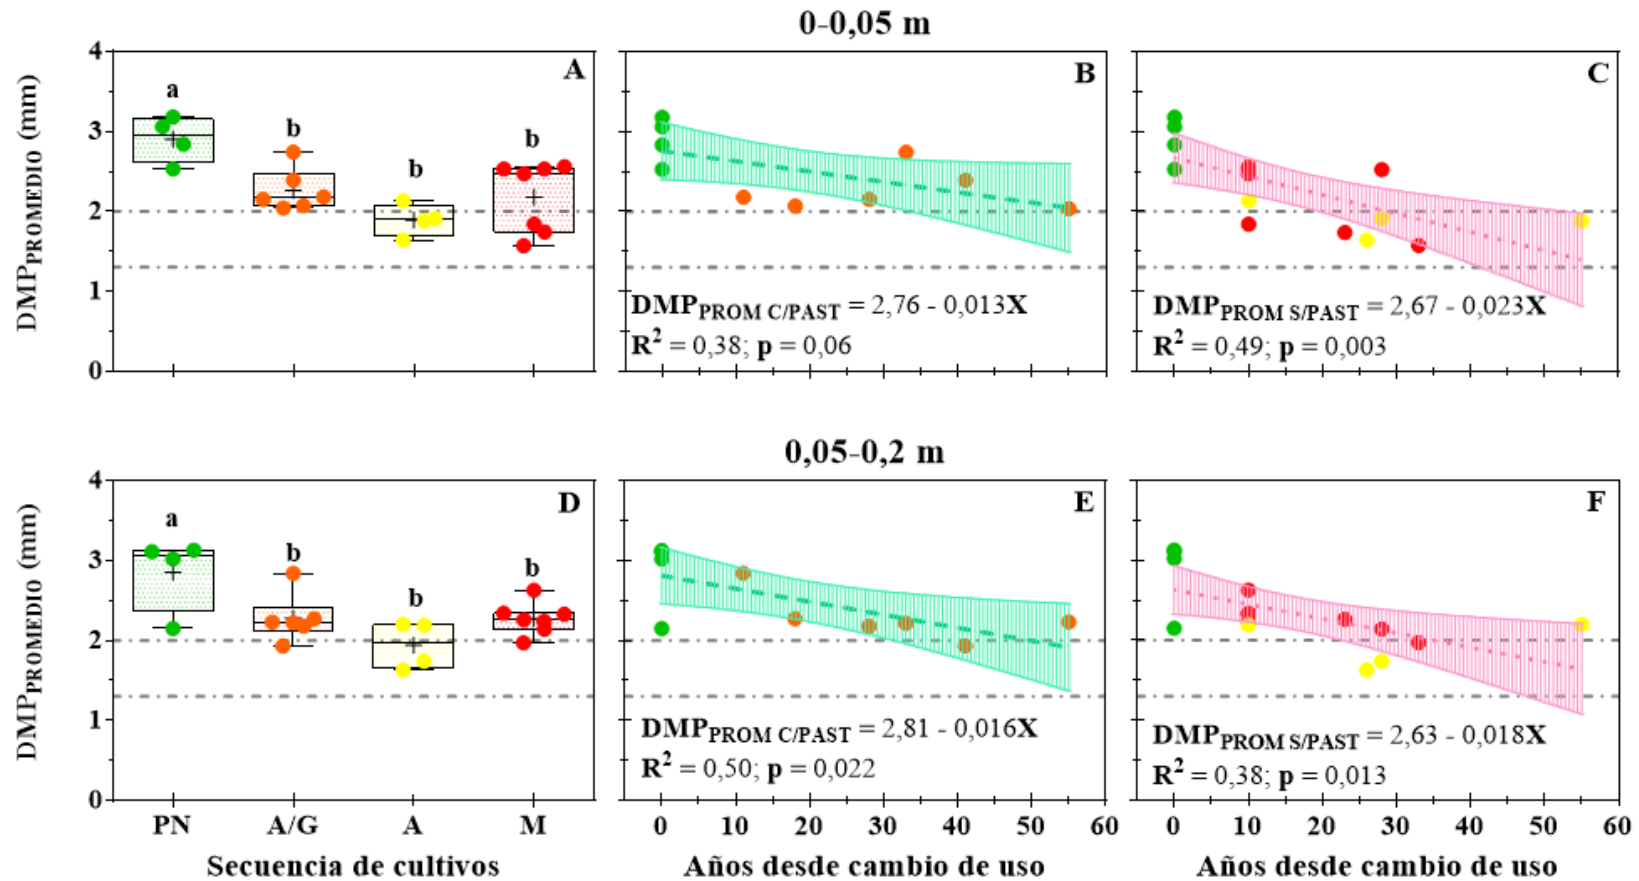 0-0,05 m
DMPPROMEDIO (mm)
4
3
2
1
0
A
a
b
b
b
B
DMPPROM C/PAST = 2,76 - 0,013X
R2 = 0,38; p = 0,06
C
DMPPROM S/PAST = 2,67 - 0,023X
R2 = 0,49; p = 0,003
0,05-0,2 m
DMPPROMEDIO (mm)
4
3
2
1
0
D
a
b
b
b
PN A/G A M
Secuencia de cultivos
E
DMPPROM C/PAST = 2,81 - 0,016X
R2 = 0,50; p = 0,022
0 10 20 30 40 50 60
Años desde cambio de uso
F
DMPPROM S/PAST = 2,63 - 0,018X
R2 = 0,38; p = 0,013
0 10 20 30 40 50 60
Años desde cambio de uso